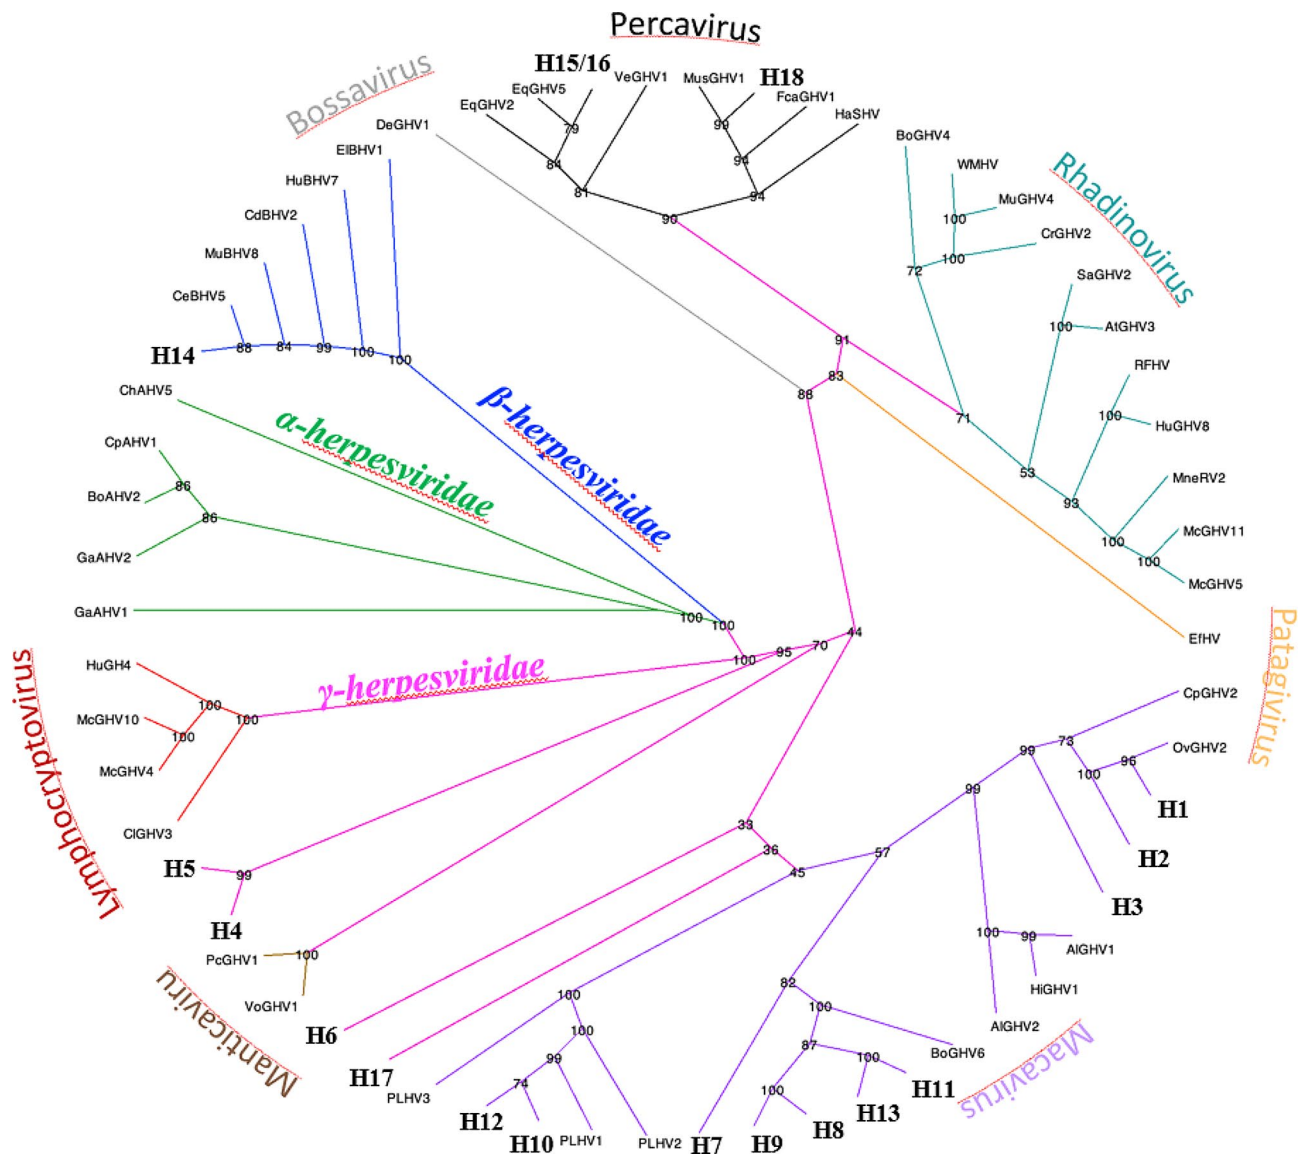 Percavirus
Bossavirus
H15/16
VeGHV1
MusGHV1
H18
EqGHV5
FcaGHV1
EqGHV2
HaSHV
DeGHV1
79
99
84
94
81
94
90
BoGHV4
WMHV
Rhadinovirus
MuGHV4
100
CrGHV2
100
72
SaGHV2
100
AtGHV3
RFHV
100
HuGHV8
91
83
88
71
53
93
MneRV2
McGHV11
100
100
McGHV5
EfHV
Patagivirus
ElBHV1
HuBHV7
CdBHV2
MuBHV8
CeBHV5
H14
88
84
99
100
100
β-herpesviridae
α-herpesviridae
ChAHV5
CpAHV1
86
BoAHV2
86
GaAHV2
GaAHV1
100
100
100
95
70
44
γ-herpesviridae
Lymphocryptovirus
HuGH4
100
100
McGHV10
100
McGHV4
ClGHV3
H5
99
H4
PcGHV1
100
VoGHV1
Manticaviru
H6
H17
33
36
45
57
CpGHV2
73
99
OvGHV2
96
100
H1
99
H2
H3
100
99
AlGHV1
HiGHV1
AlGHV2
Macavirus
82
100
BoGHV6
87
100
H11
100
H13
H8
H9
H7
100
100
99
74
PLHV3
H12
H10
PLHV1
PLHV2